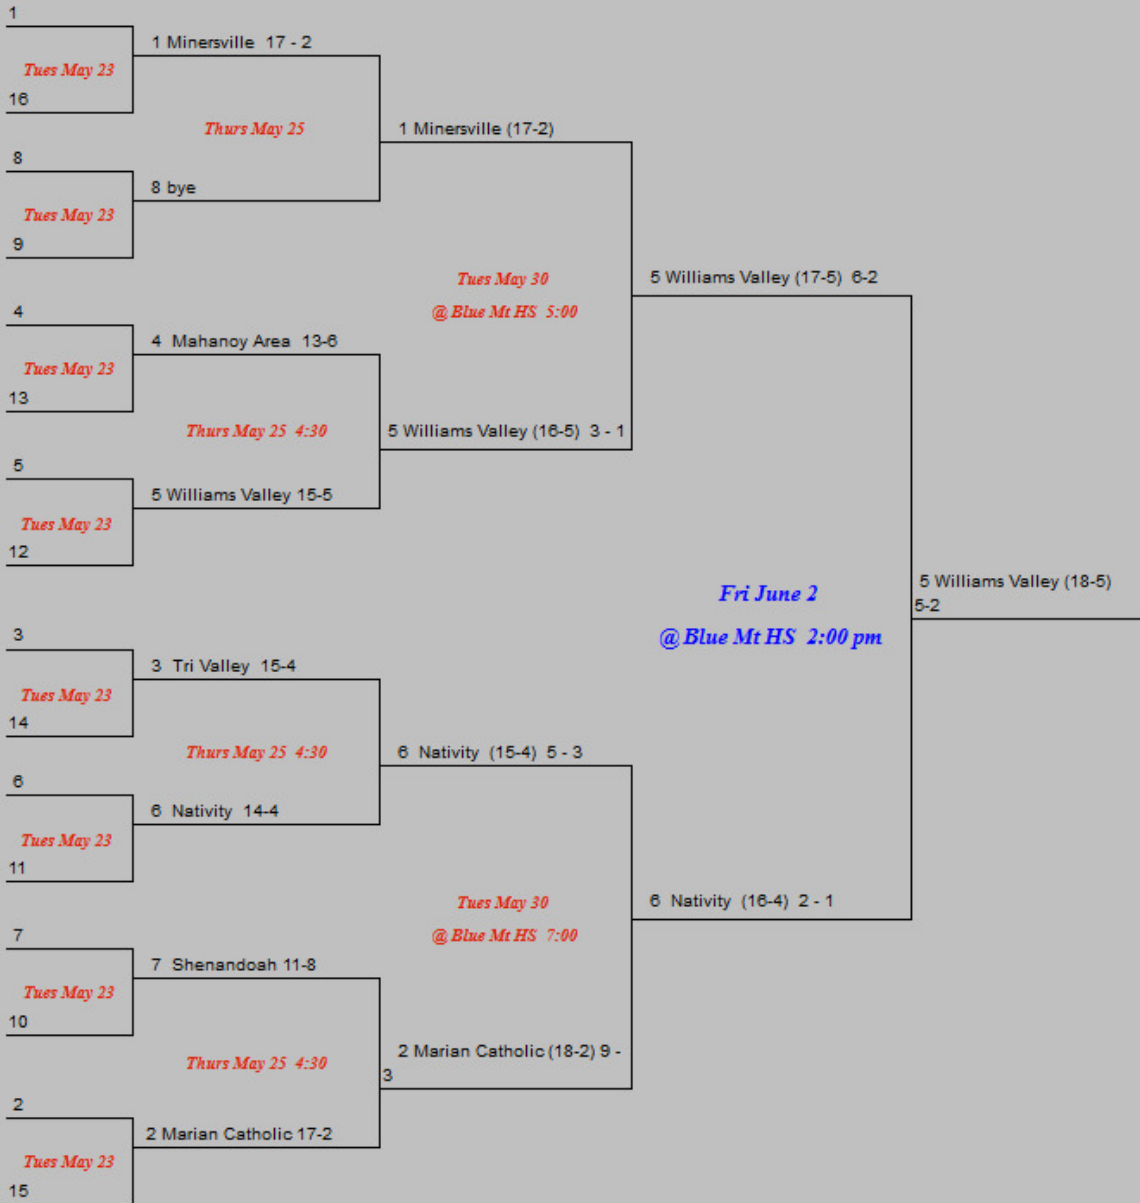 1
1 Minersville 17 - 2
Tues May 23
16
Thurs May 25
1 Minersville (17-2)
8
8 bye
Tues May 23
9
Tues May 30
@ Blue Mt HS 5:00
5 Williams Valley (17-5) 6-2
4
4 Mahanoy Area 13-6
Tues May 23
13
Thurs May 25 4:30
5 Williams Valley (16-5) 3 - 1
5
5 Williams Valley 15-5
Tues May 23
12
Fri June 2
@ Blue Mt HS 2:00 pm
5 Williams Valley (18-5)
5-2
3
3 Tri Valley 15-4
Tues May 23
14
Thurs May 25 4:30
6 Nativity (15-4) 5 - 3
6
6 Nativity 14-4
Tues May 23
11
Tues May 30
@ Blue Mt HS 7:00
6 Nativity (16-4) 2 - 1
7
7 Shenandoah 11-8
Tues May 23
10
Thurs May 25 4:30
2 Marian Catholic (18-2) 9 -
3
2
2 Marian Catholic 17-2
Tues May 23
15